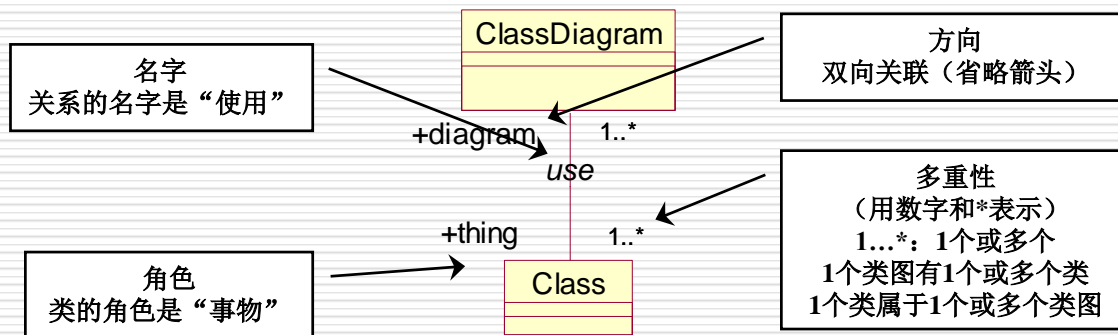 ClassDiagram
名字
关系的名字是“使用”
方向
双向关联（省略箭头）
+diagram
1..*
use
多重性
（用数字和*表示）
1…*：1个或多个
1个类图有1个或多个类
1个类属于1个或多个类图
+thing
1..*
角色
类的角色是“事物”
Class